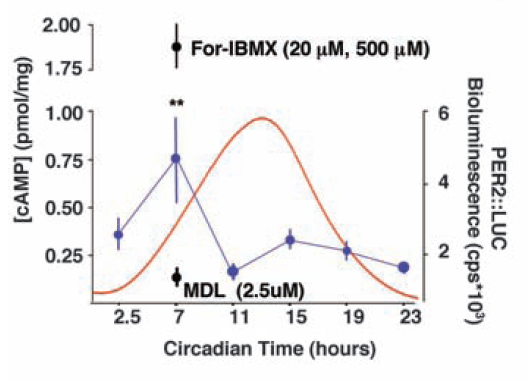 2.00
1.75
For-IBMX (20 µM, 500 µM)
1.00
0.75
0.50
0.25
**
MDL (2.5uM)
[cAMP] (pmol/mg)
6
4
2
PER2::LUC
Bioluminescence (cps*10³)
2.5 7 11 15 19 23
Circadian Time (hours)